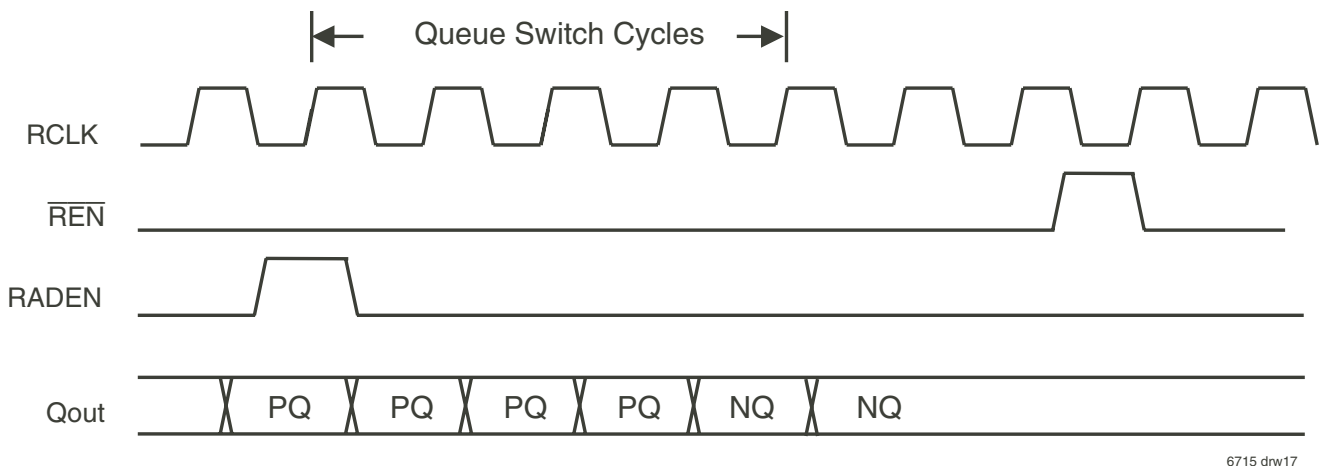 Queue Switch Cycles
RCLK
REN
RADEN
Qout PQ PQ PQ PQ NQ NQ
6715 drw17